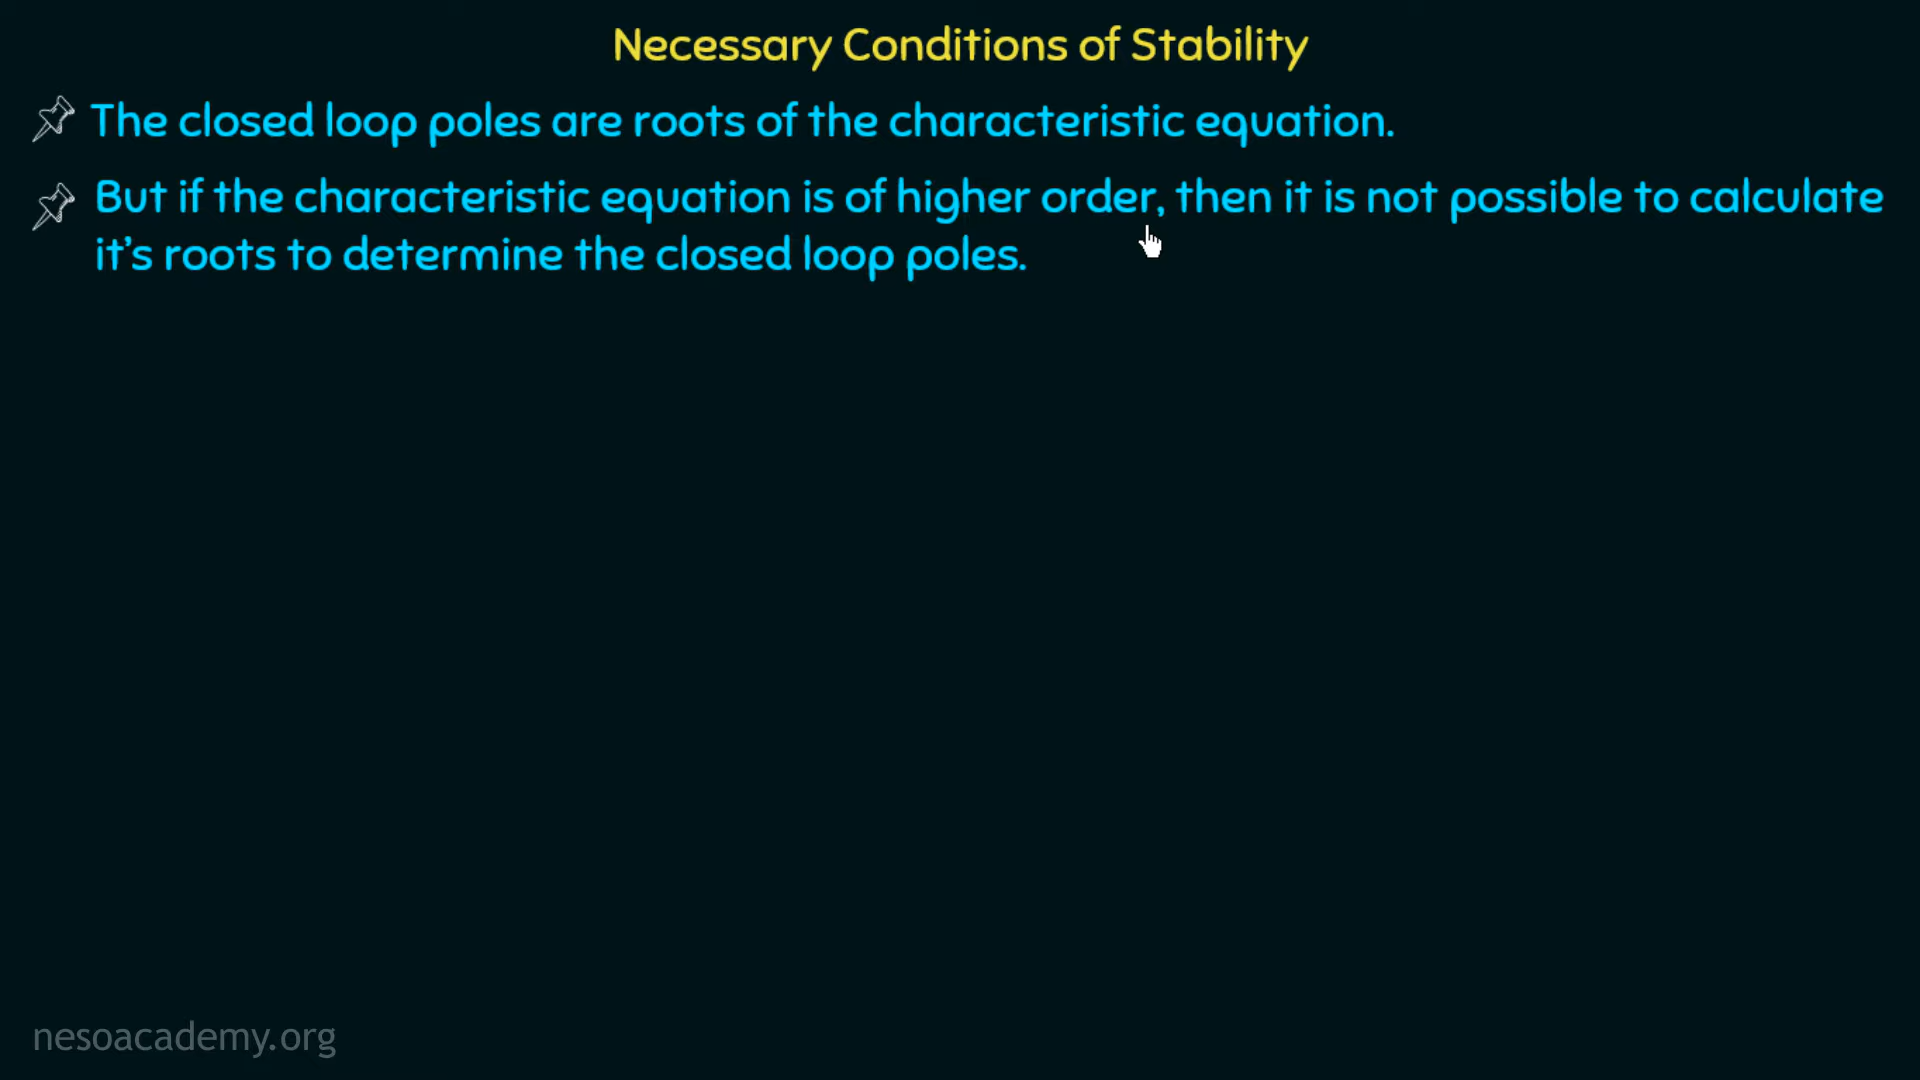 Necessary Conditions of Stability
The closed loop poles are roots of the characteristic equation.
But if the characteristic equation is of higher order, then it is not possible to calculate
it's roots to determine the closed loop poles.
nesoacademy.org